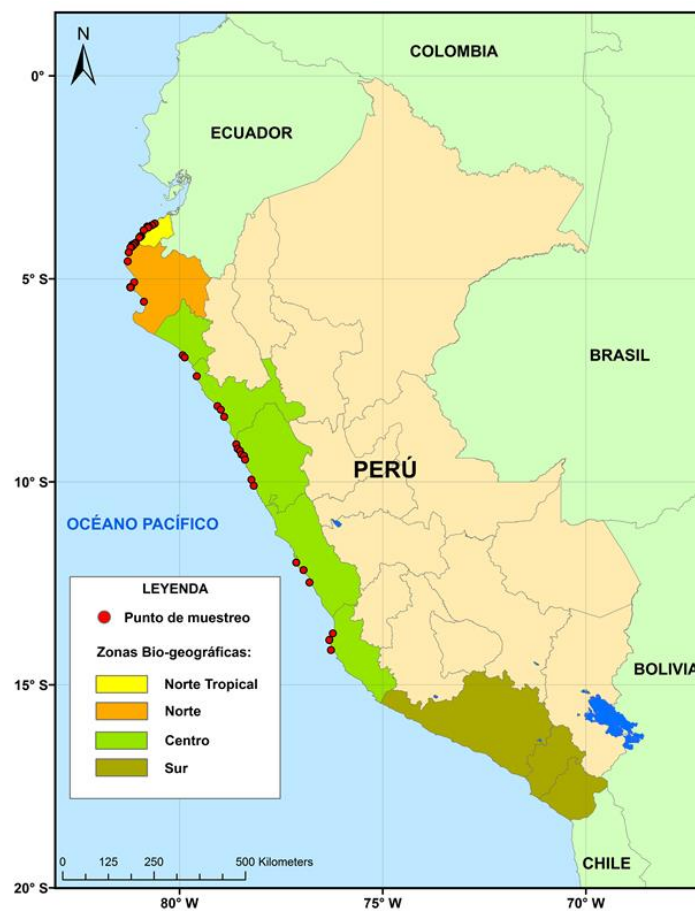 N
COLOMBIA
0°
ECUADOR
5° S
BRASIL
PERÚ
10° S
OCÉANO PACÍFICO
LEYENDA
Punto de muestreo
Zonas Bio-geográficas:
Norte Tropical
Norte
Centro
Sur
BOLIVIA
15° S
0 125 250 500 Kilometers
CHILE
20° S
80° W 75° W 70° W